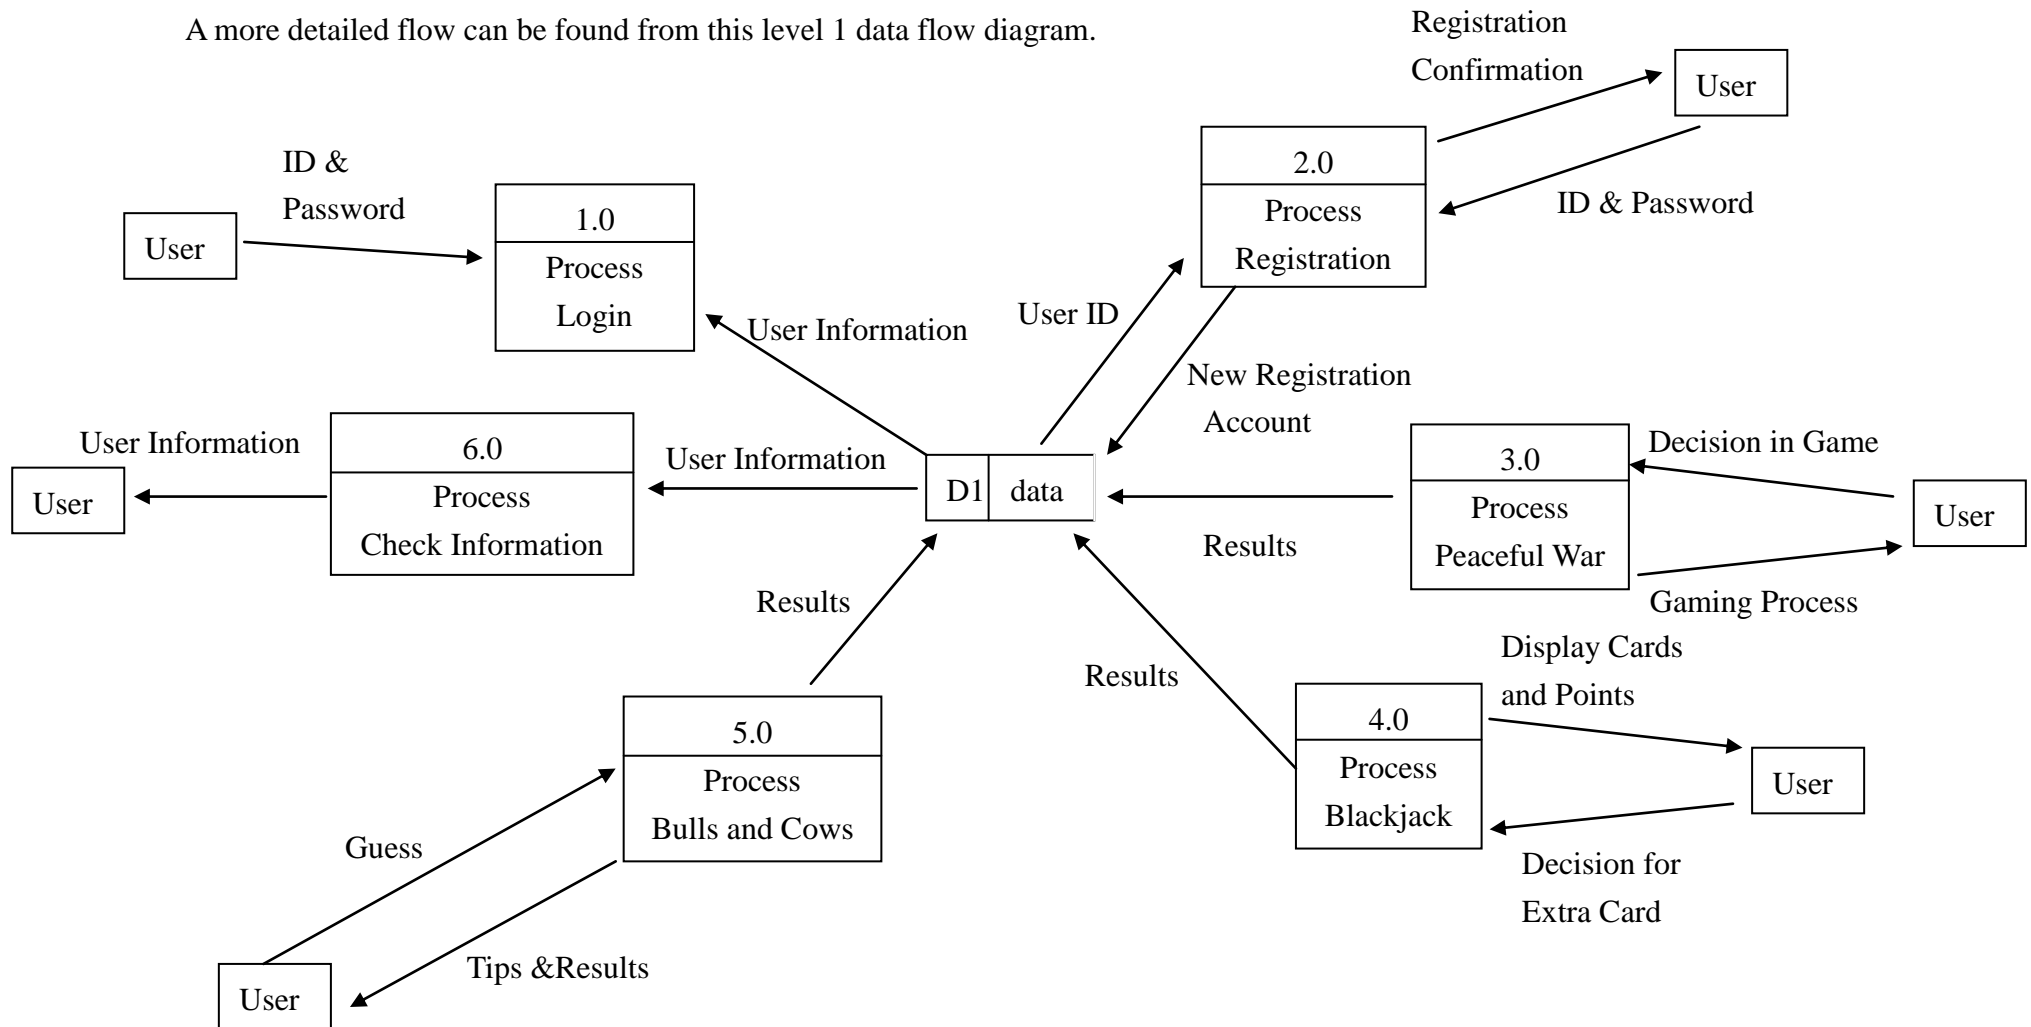 A more detailed flow can be found from this level 1 data flow diagram.
Registration
Confirmation
User
ID & Password
2.0
Process
Registration
ID &
Password
User
1.0
Process
Login
User Information
User ID
New Registration
Account
User Information
User
6.0
Process
Check Information
User Information
D1
data
Results
3.0
Process
Peaceful War
Decision in Game
User
Gaming Process
Results
5.0
Process
Bulls and Cows
Guess
Tips &Results
User
Results
4.0
Process
Blackjack
Display Cards
and Points
User
Decision for
Extra Card